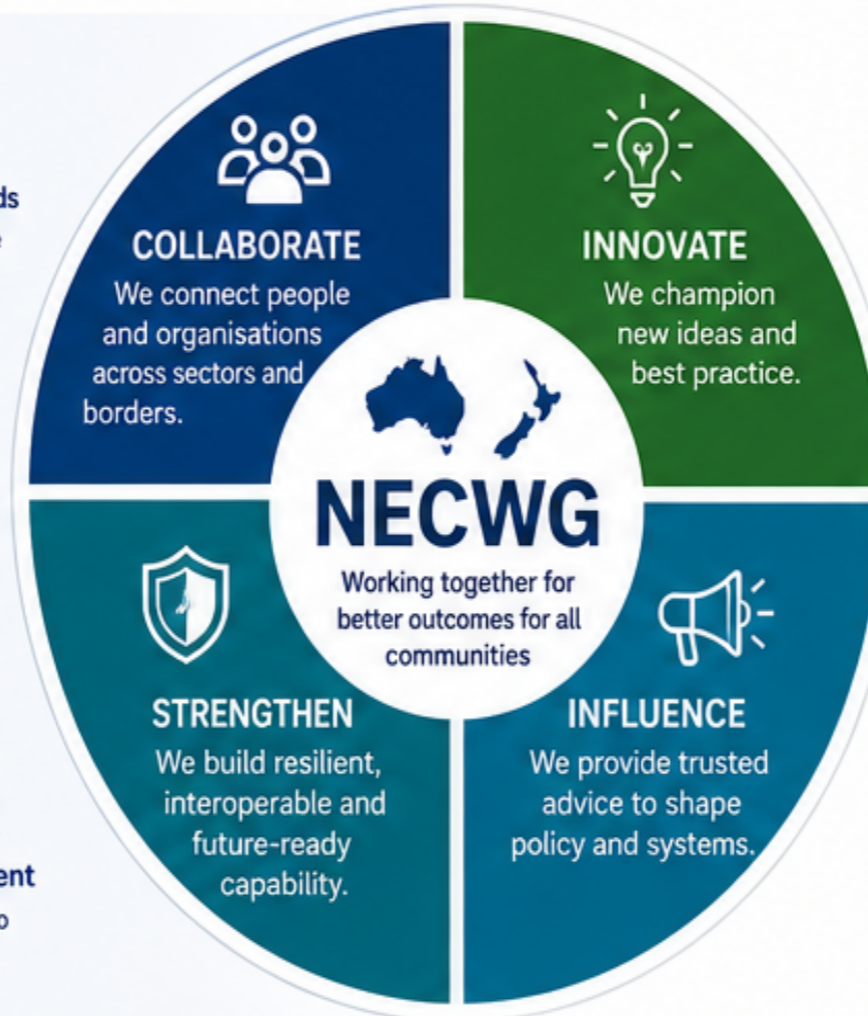 COLLABORATE
We connect people
and organisations
across sectors and
borders.
INNOVATE
We champion
new ideas and
best practice.
NECWG
Working together for
better outcomes for all
communities
STRENGTHEN
We build resilient,
interoperable and
future-ready
capability.
INFLUENCE
We provide trusted
advice to shape
policy and systems.